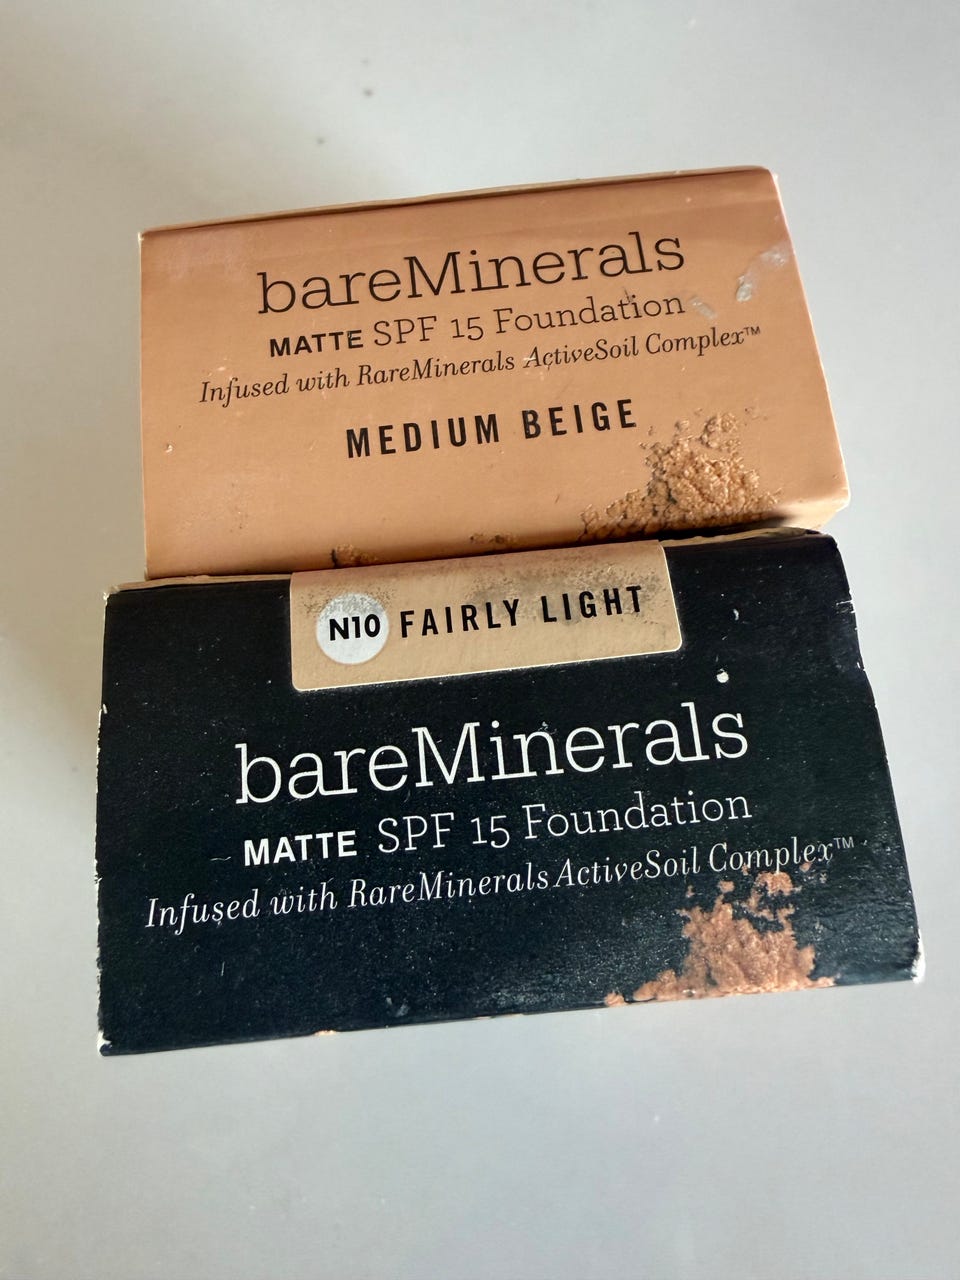 bareMinerals
MATTE SPF 15 Foundation
Infused with RareMinerals ActiveSoil Complex™
MEDIUM BEIGE
N10 FAIRLY LIGHT
bareMinerals
MATTE SPF 15 Foundation
Infused with RareMinerals ActiveSoil Complex™